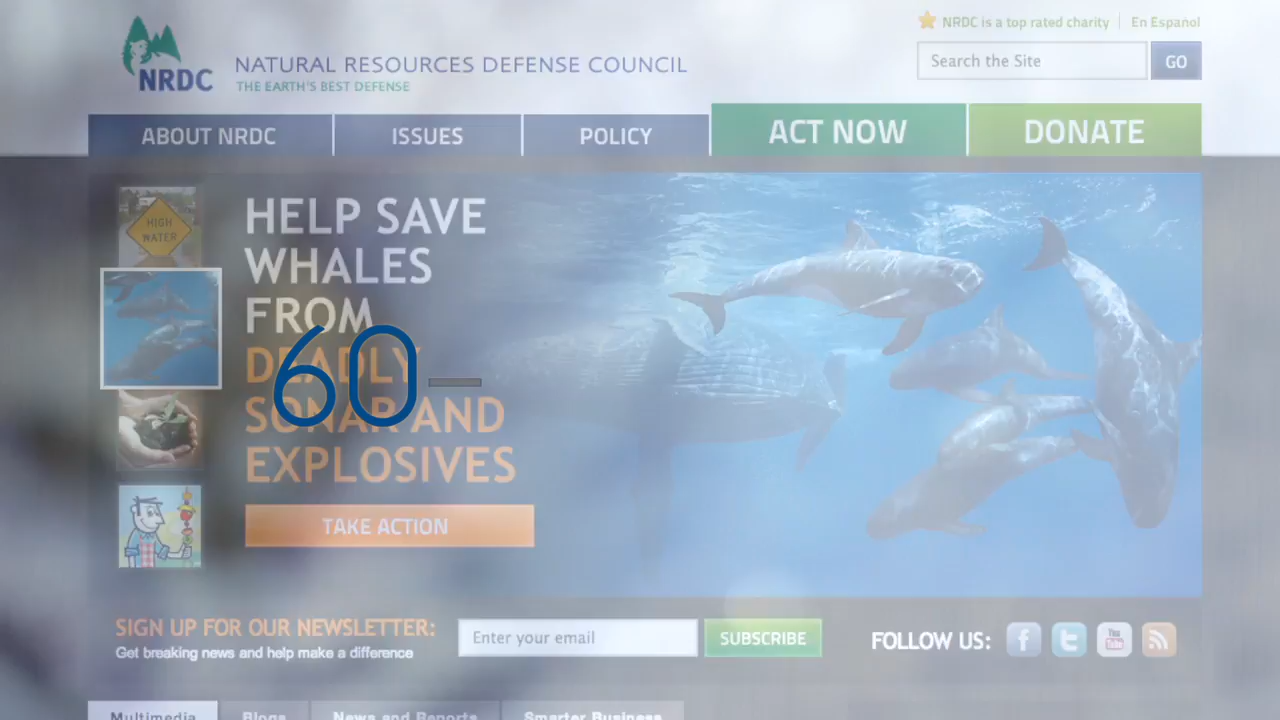 NRDC is a top rated charity
En Espanol
NRDC
NATURAL RESOURCES DEFENSE COUNCIL
THE EARTH'S BEST DEFENSE
Search the Site
GO
ABOUT NRDC
ISSUES
POLICY
ACT NOW
DONATE
HIGH
WATER
HELP SAVE
WHALES
FROM
DEADLY
60
SONAR AND
EXPLOSIVES
TAKE ACTION
SIGN UP FOR OUR NEWSLETTER:
Get breaking news and help make a difference
Enter your email
SUBSCRIBE
FOLLOW US:
f
t
You
Tube
Multimedia
Blogs
News and Reports
Smarter Business